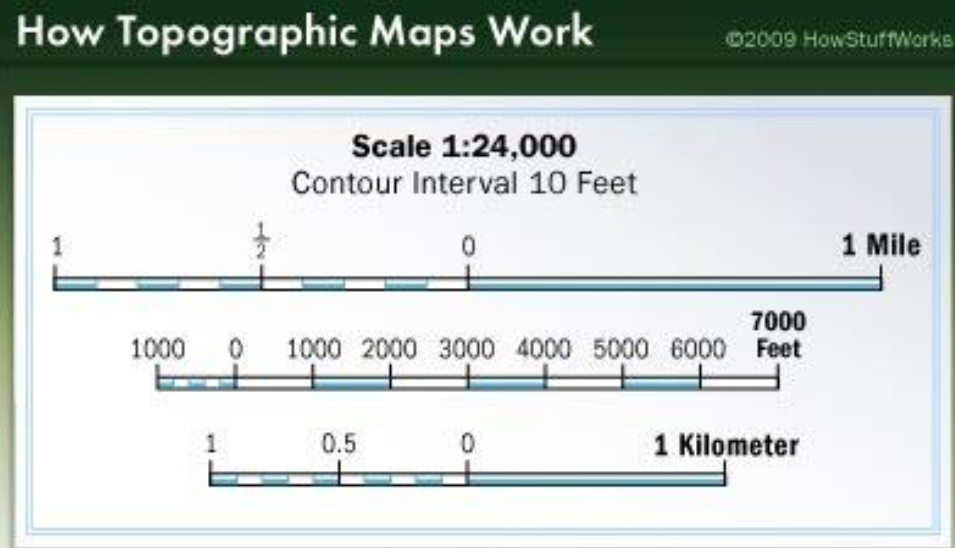 How Topographic Maps Work ©2009 HowStuffWorks
Scale 1:24,000
Contour Interval 10 Feet
1 1/2 0 1 Mile
1000 0 1000 2000 3000 4000 5000 6000 7000 Feet
1 0.5 0 1 Kilometer